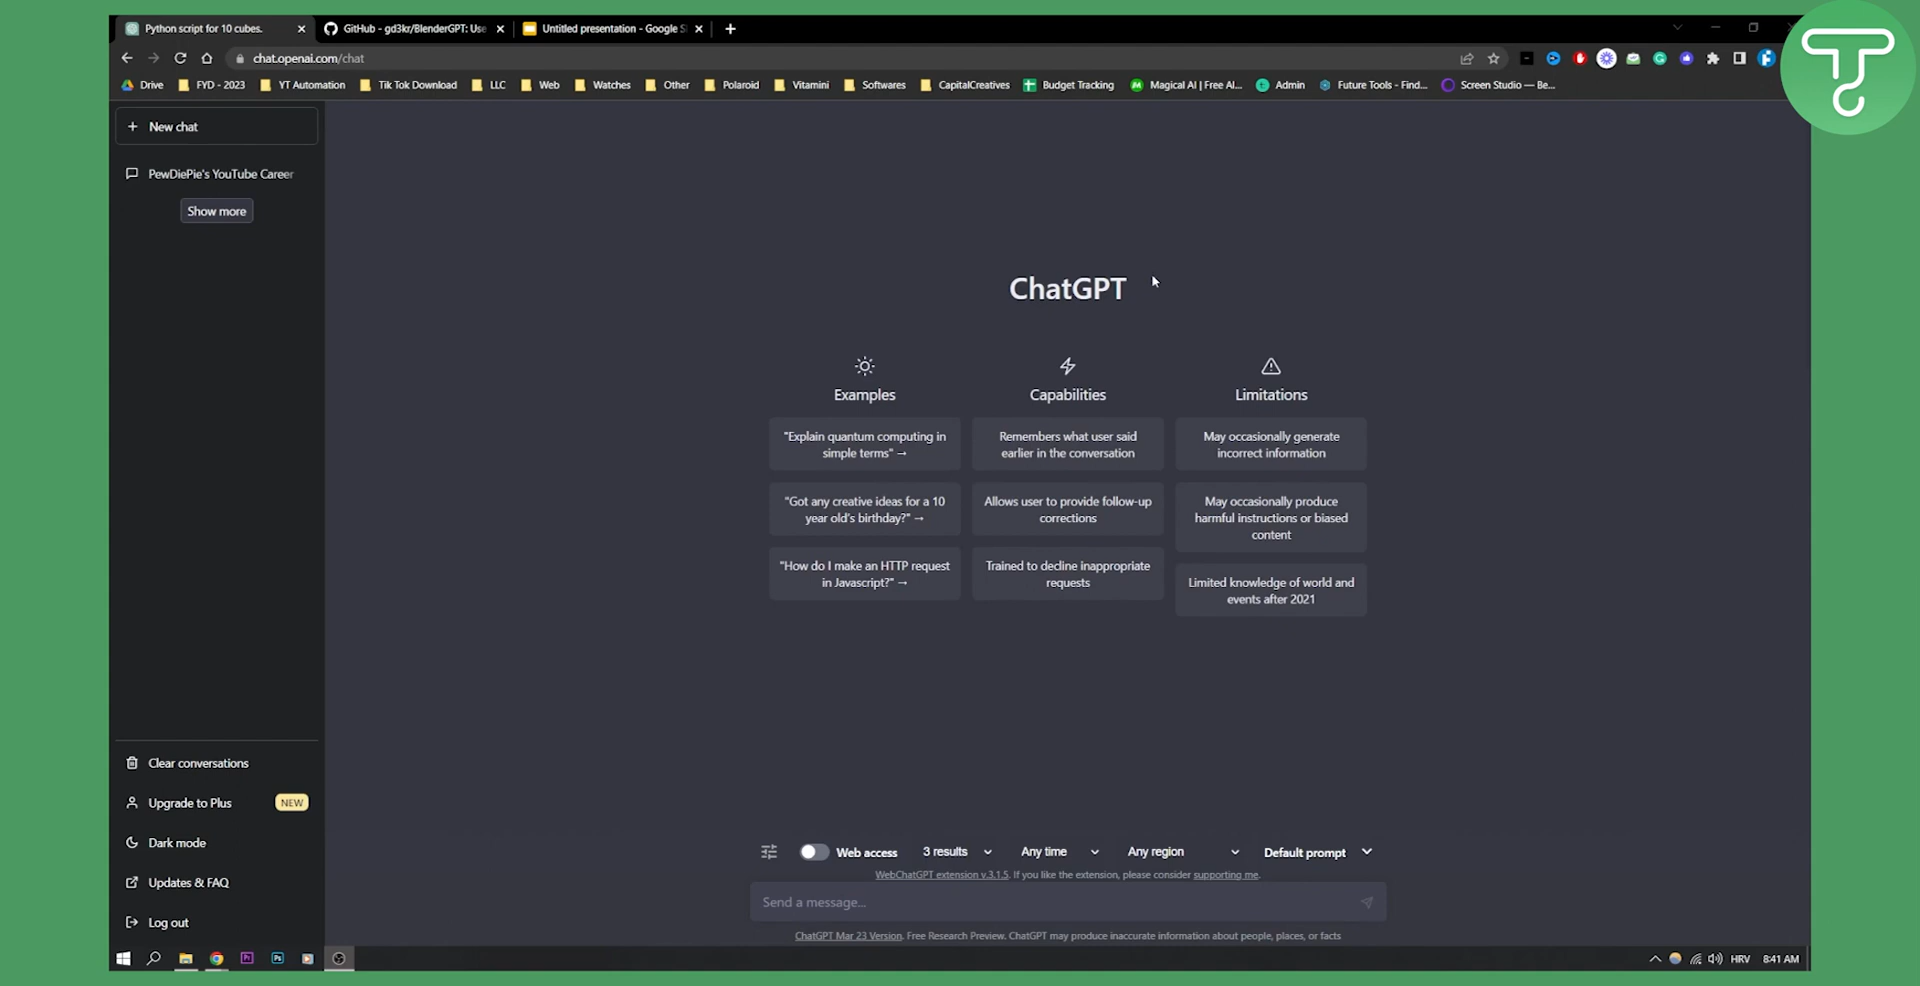 Python script for 10 cubes.
GitHub - gd3kr/BlenderGPT: Use
Untitled presentation - Google S
chat.openai.com/chat
Drive
FYD - 2023
YT Automation
Tik Tok Download
LLC
Web
Watches
Other
Polaroid
Vitamini
Softwares
CapitalCreatives
Budget Tracking
Magical AI | Free AI...
Admin
Future Tools - Find...
Screen Studio — Be...
New chat
PewDiePie's YouTube Career
Show more
ChatGPT
Examples
Capabilities
Limitations
"Explain quantum computing in
simple terms" →
Remembers what user said
earlier in the conversation
May occasionally generate
incorrect information
"Got any creative ideas for a 10
year old's birthday?" →
Allows user to provide follow-up
corrections
May occasionally produce
harmful instructions or biased
content
"How do I make an HTTP request
in Javascript?" →
Trained to decline inappropriate
requests
Limited knowledge of world and
events after 2021
Clear conversations
Upgrade to Plus
NEW
Dark mode
Updates & FAQ
Log out
Web access
3 results
Any time
Any region
Default prompt
WebChatGPT extension v.3.1.5. If you like the extension, please consider supporting me.
Send a message...
ChatGPT Mar 23 Version. Free Research Preview. ChatGPT may produce inaccurate information about people, places, or facts
Pr
Ps
HRV
8:41 AM